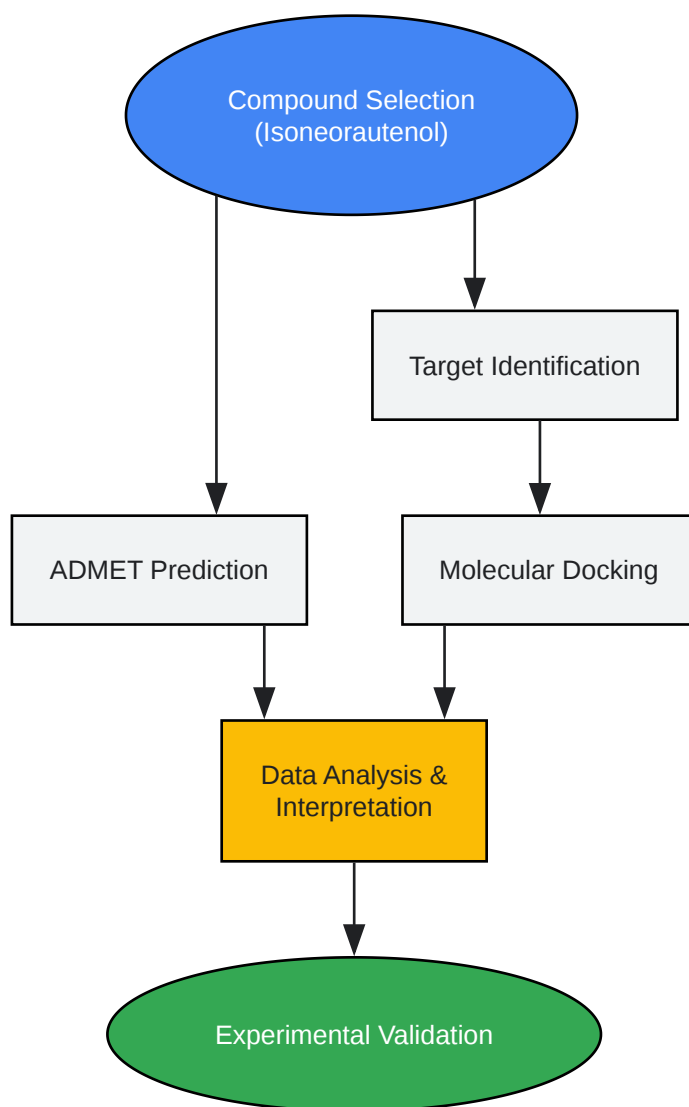 Compound Selection
(Isoneorautenol)
Target Identification
ADMET Prediction
Molecular Docking
Data Analysis &
Interpretation
Experimental Validation